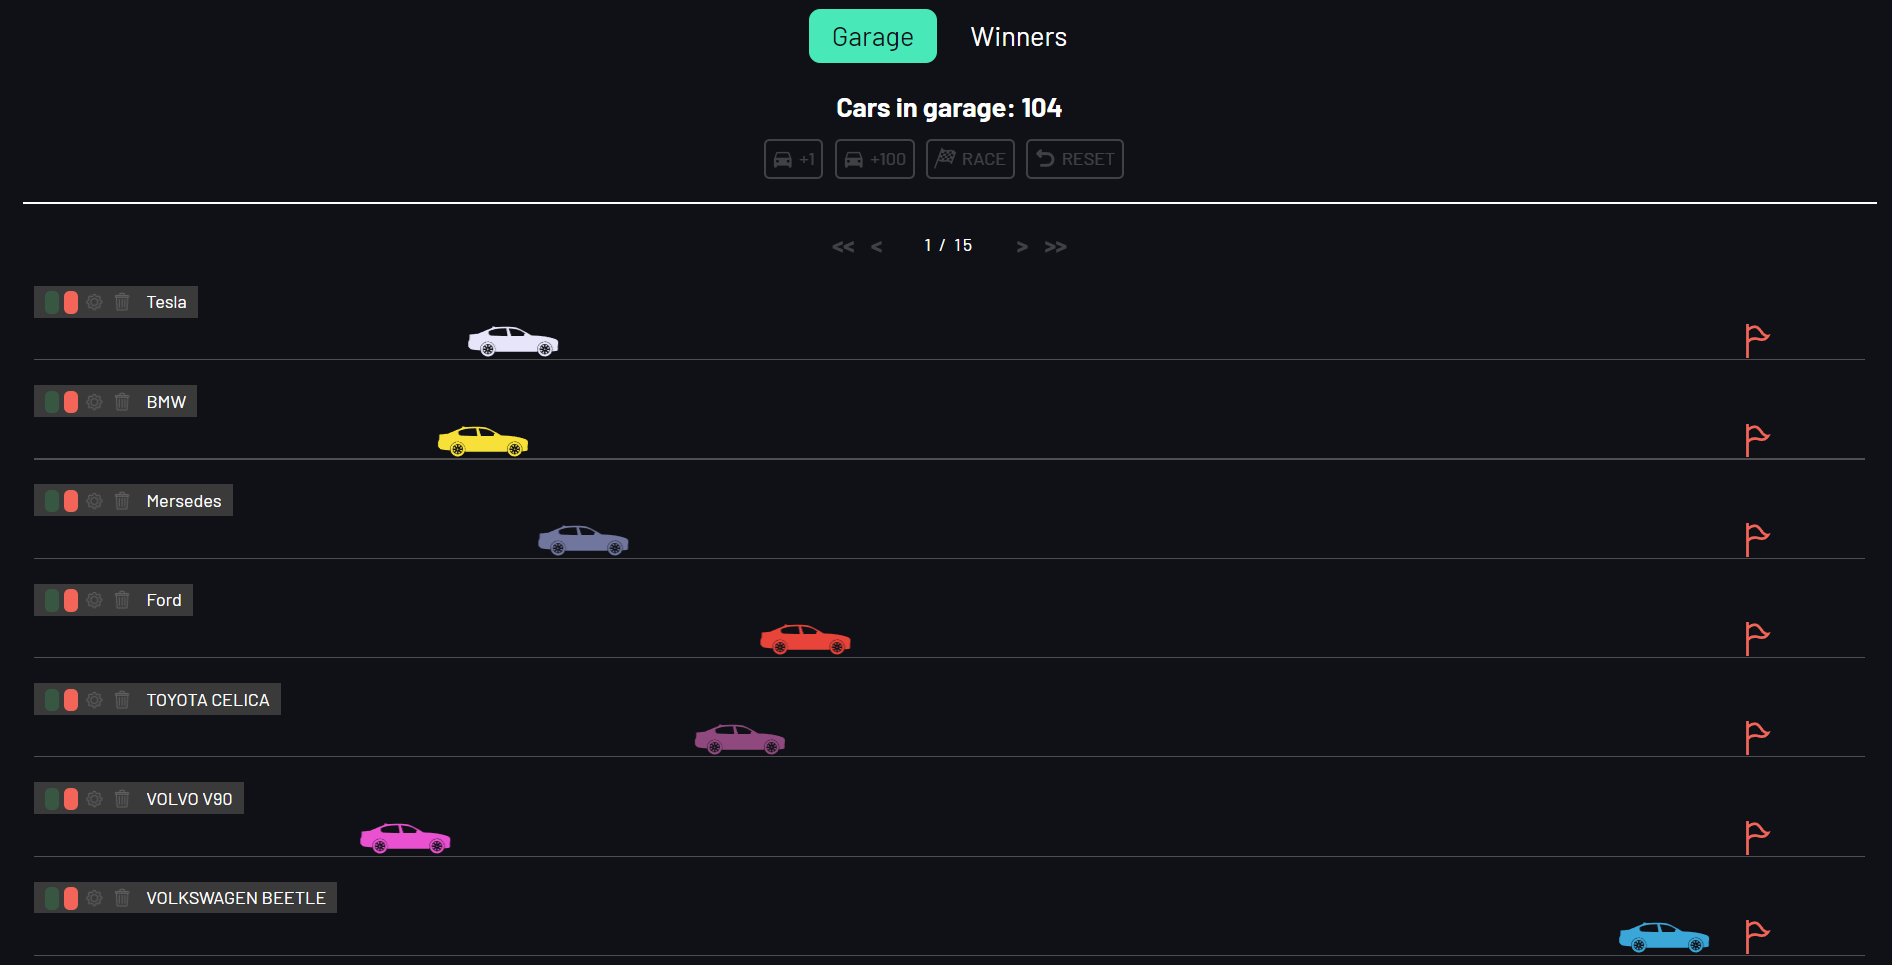 Garage Winners
Cars in garage: 104
+1 +100 RACE RESET
<< < 1 / 15 > >>
Tesla
BMW
Mersedes
Ford
TOYOTA CELICA
VOLVO V90
VOLKSWAGEN BEETLE